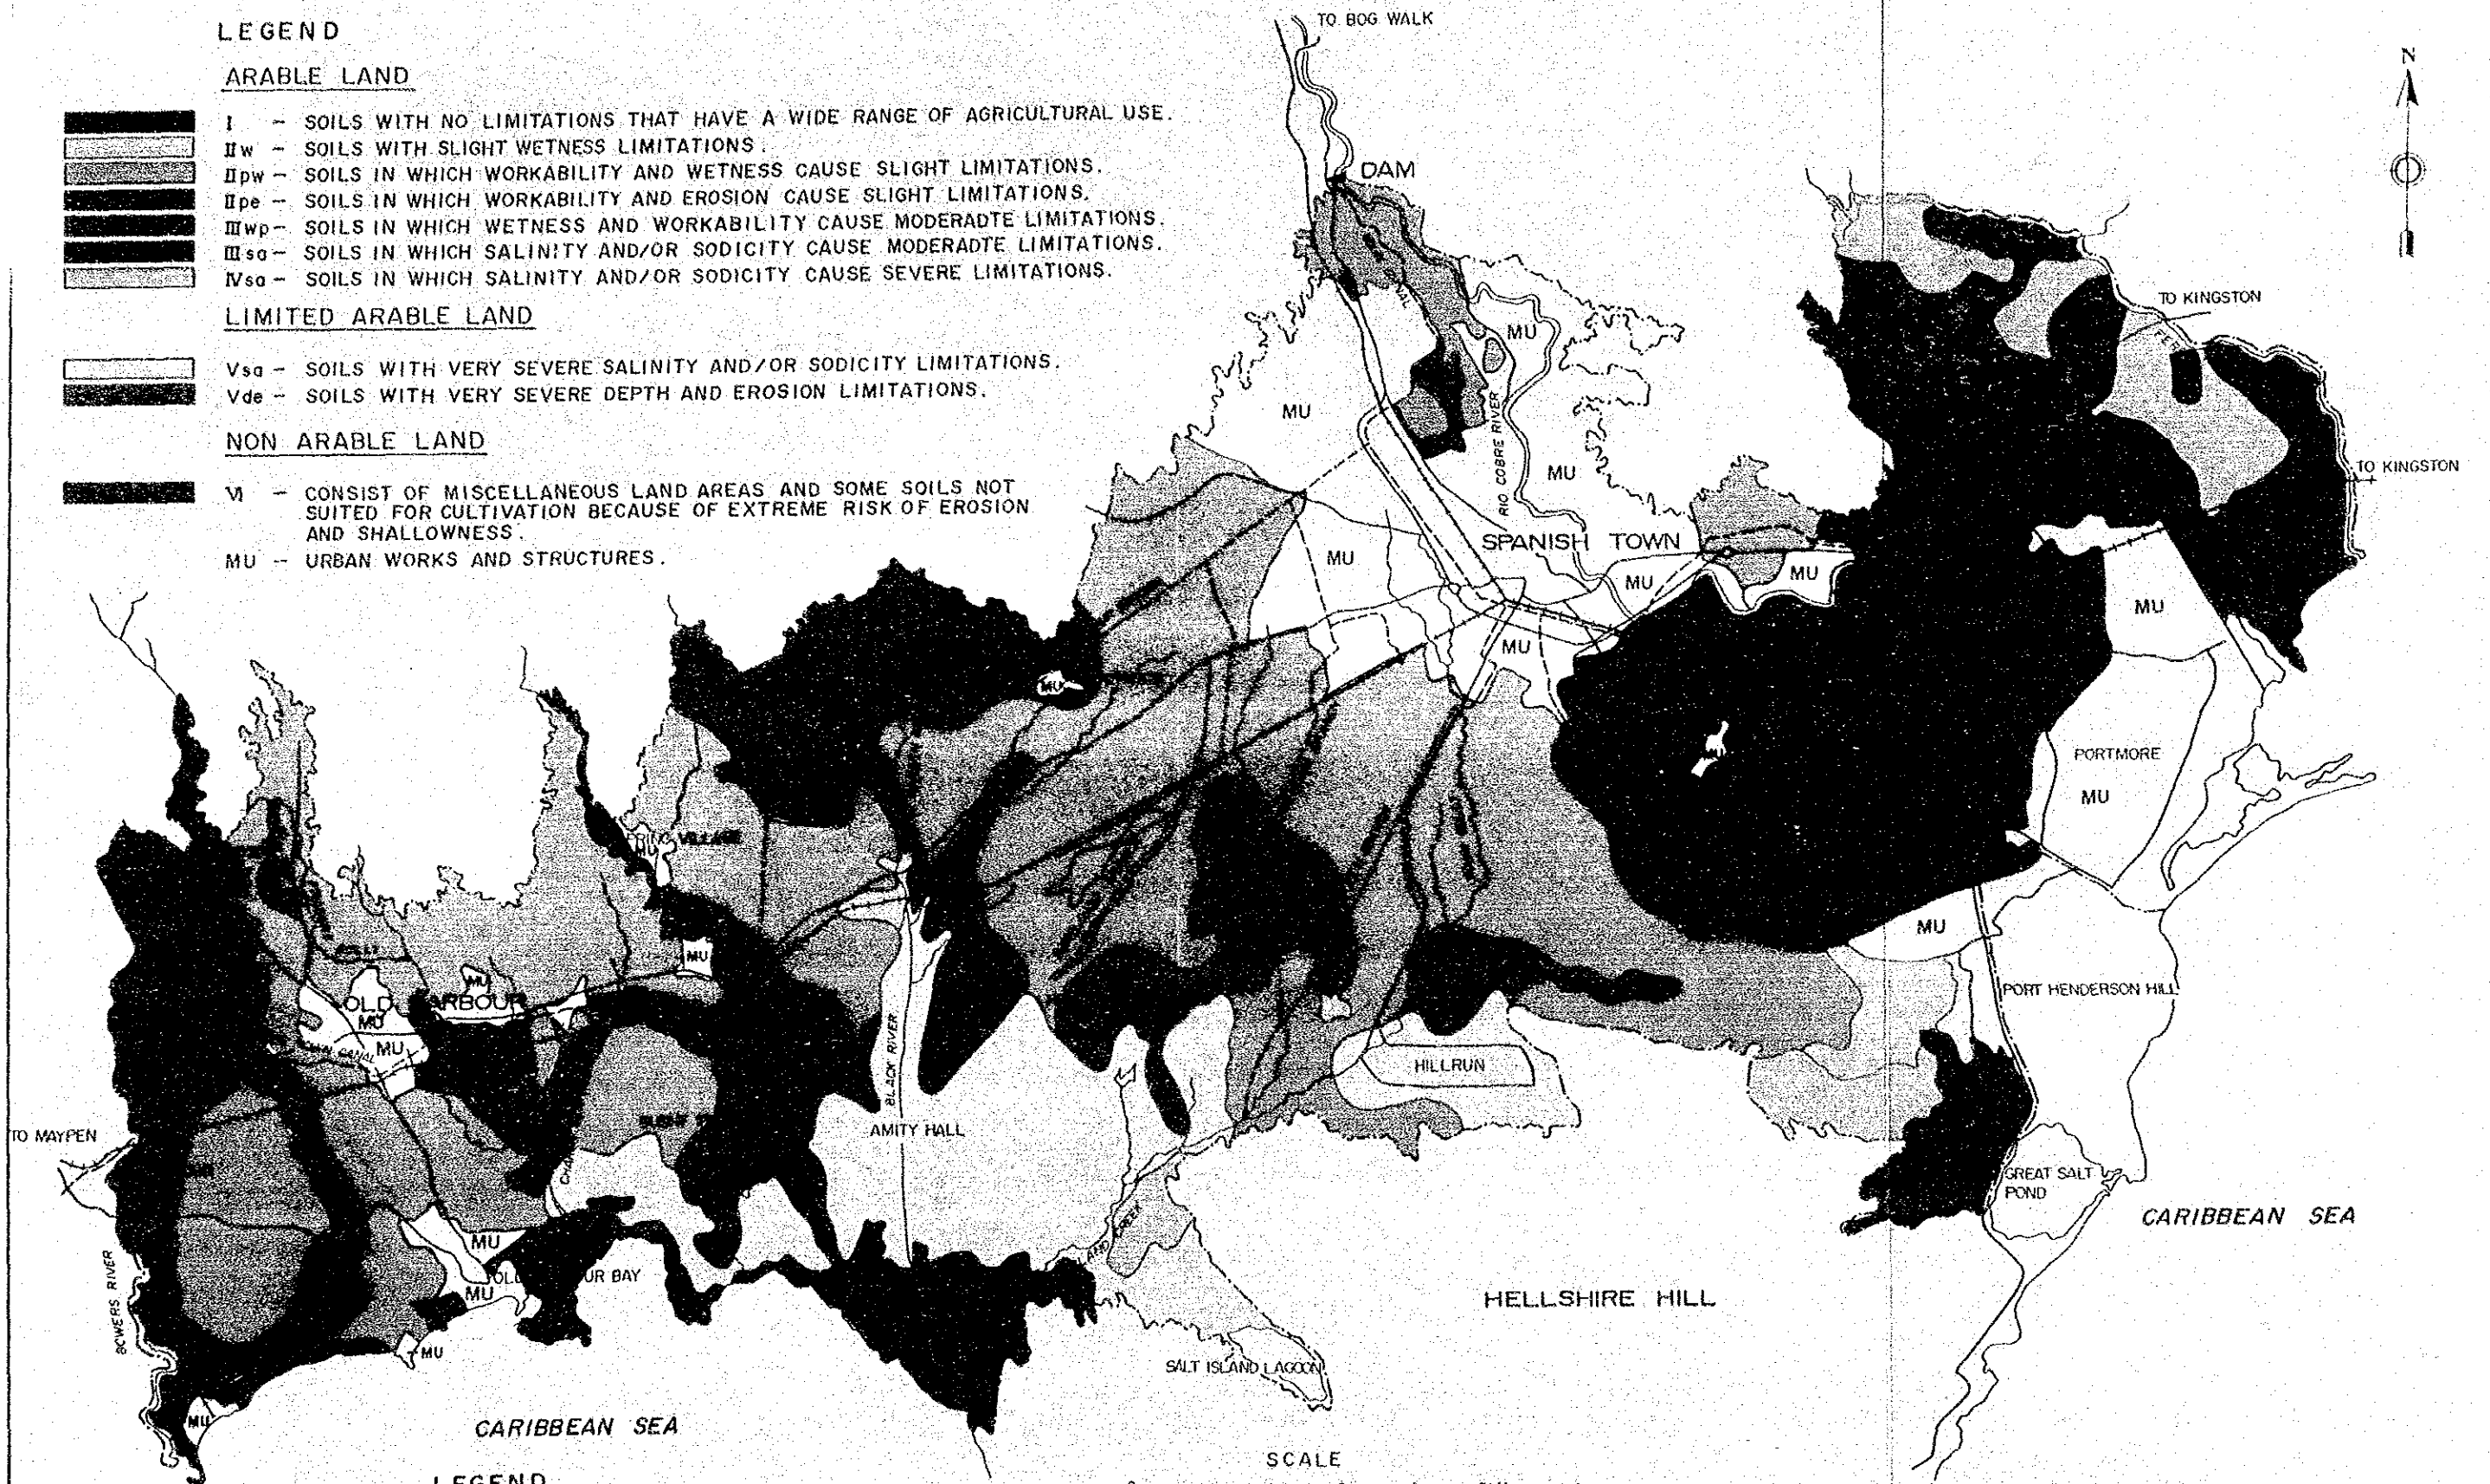 LEGEND
ARABLE LAND
I - SOILS WITH NO LIMITATIONS THAT HAVE A WIDE RANGE OF AGRICULTURAL USE.
IIw - SOILS WITH SLIGHT WETNESS LIMITATIONS.
IIpw - SOILS IN WHICH WORKABILITY AND WETNESS CAUSE SLIGHT LIMITATIONS.
IIpe - SOILS IN WHICH WORKABILITY AND EROSION CAUSE SLIGHT LIMITATIONS.
IIIwp - SOILS IN WHICH WETNESS AND WORKABILITY CAUSE MODERADTE LIMITATIONS.
IIIsa - SOILS IN WHICH SALINITY AND/OR SODICITY CAUSE MODERADTE LIMITATIONS.
IVsa - SOILS IN WHICH SALINITY AND/OR SODICITY CAUSE SEVERE LIMITATIONS.
LIMITED ARABLE LAND
Vsa - SOILS WITH VERY SEVERE SALINITY AND/OR SODICITY LIMITATIONS.
Vde - SOILS WITH VERY SEVERE DEPTH AND EROSION LIMITATIONS.
NON ARABLE LAND
VI - CONSIST OF MISCELLANEOUS LAND AREAS AND SOME SOILS NOT
SUITED FOR CULTIVATION BECAUSE OF EXTREME RISK OF EROSION
AND SHALLOWNESS.
MU -- URBAN WORKS AND STRUCTURES.
TO BOG WALK
N
DAM
TO KINGSTON
MU
MU
RIO COBRE RIVER
MU
TO KINGSTON
SPANISH TOWN
MU
MU
MU
MU
MU
MU
MU
PORTMORE
MU
VILLAGE
MU
MU
MU
MU
OLD HARBOUR
MU
CANAL
MU
PORT HENDERSON HILL
BLACK RIVER
HILLRUN
TO MAYPEN
AMITY HALL
GREAT SALT
POND
CARIBBEAN SEA
MU
BOWERS RIVER
UR BAY
MU
HELLSHIRE HILL
MU
SALT ISLAND LAGOON
MU
CARIBBEAN SEA
SCALE
LEGEND